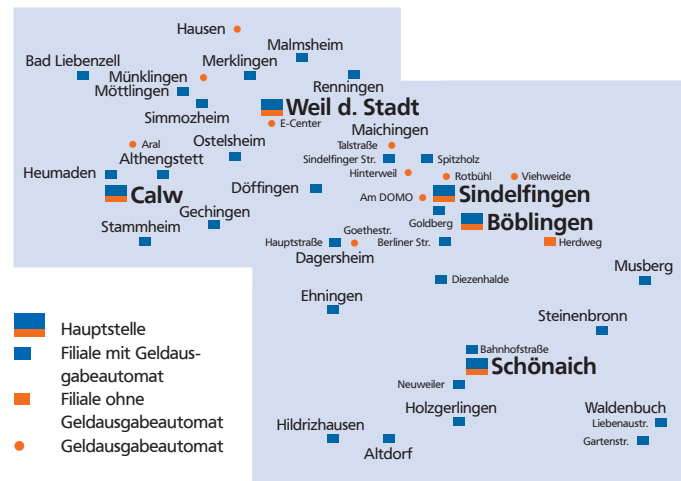 Hausen
Malmsheim
Bad Liebenzell
Merklingen
Münklingen
Renningen
Möttlingen
Simmozheim
Weil d. Stadt
E-Center
Maichingen
Aral
Ostelsheim
Talstraße
Althengstett
Sindelfinger Str.
Spitzholz
Heumaden
Hinterweil
Rotbühl
Viehweide
Calw
Döffingen
Am DOMO
Sindelfingen
Gechingen
Goldberg
Böblingen
Stammheim
Goethestr.
Hauptstraße
Berliner Str.
Herdweg
Dagersheim
Musberg
Diezenhalde
Ehningen
Steinenbronn
Bahnhofstraße
Schönaich
Neuweiler
Holzgerlingen
Waldenbuch
Hildrizhausen
Liebenaustr.
Altdorf
Gartenstr.
Hauptstelle
Filiale mit Geldaus-
gabeautomat
Filiale ohne
Geldausgabeautomat
Geldausgabeautomat